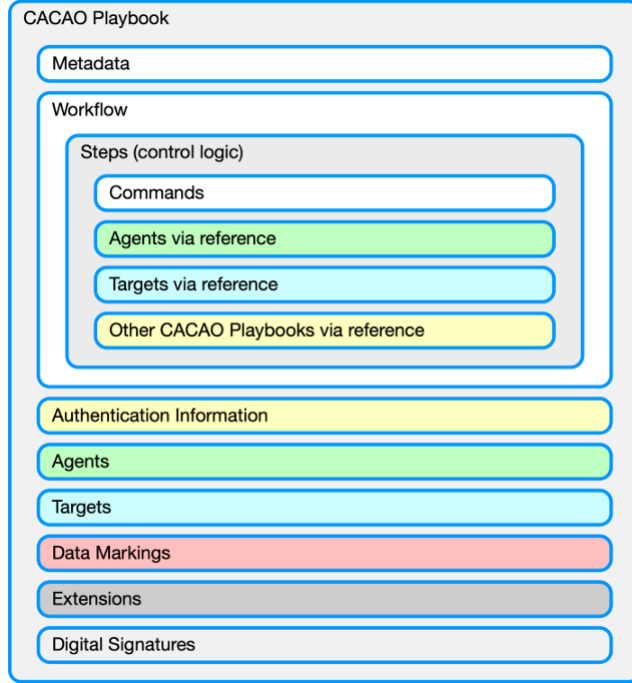 CACAO Playbook
Metadata
Workflow
Steps (control logic)
Commands
Agents via reference
Targets via reference
Other CACAO Playbooks via reference
Authentication Information
Agents
Targets
Data Markings
Extensions
Digital Signatures